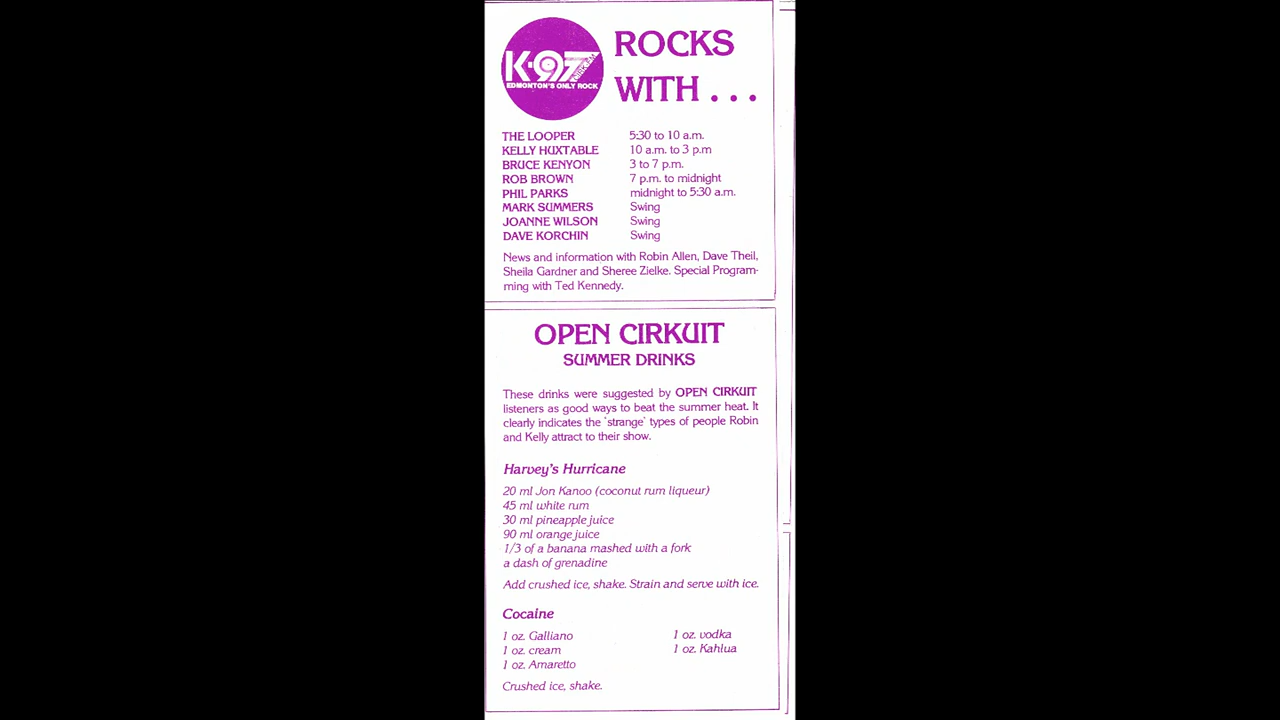 K-97
CIRK-FM
EDMONTON'S ONLY ROCK
ROCKS
WITH . . .
THE LOOPER 5:30 to 10 a.m.
KELLY HUXTABLE 10 a.m. to 3 p.m
BRUCE KENYON 3 to 7 p.m.
ROB BROWN 7 p.m. to midnight
PHIL PARKS midnight to 5:30 a.m.
MARK SUMMERS Swing
JOANNE WILSON Swing
DAVE KORCHIN Swing
News and information with Robin Allen, Dave Theil,
Sheila Gardner and Sheree Zielke. Special Program-
ming with Ted Kennedy.
OPEN CIRKUIT
SUMMER DRINKS
These drinks were suggested by OPEN CIRKUIT
listeners as good ways to beat the summer heat. It
clearly indicates the 'strange' types of people Robin
and Kelly attract to their show.
Harvey's Hurricane
20 ml Jon Kanoo (coconut rum liqueur)
45 ml white rum
30 ml pineapple juice
90 ml orange juice
1/3 of a banana mashed with a fork
a dash of grenadine
Add crushed ice, shake. Strain and serve with ice.
Cocaine
1 oz. Galliano 1 oz. vodka
1 oz. cream 1 oz. Kahlua
1 oz. Amaretto
Crushed ice, shake.